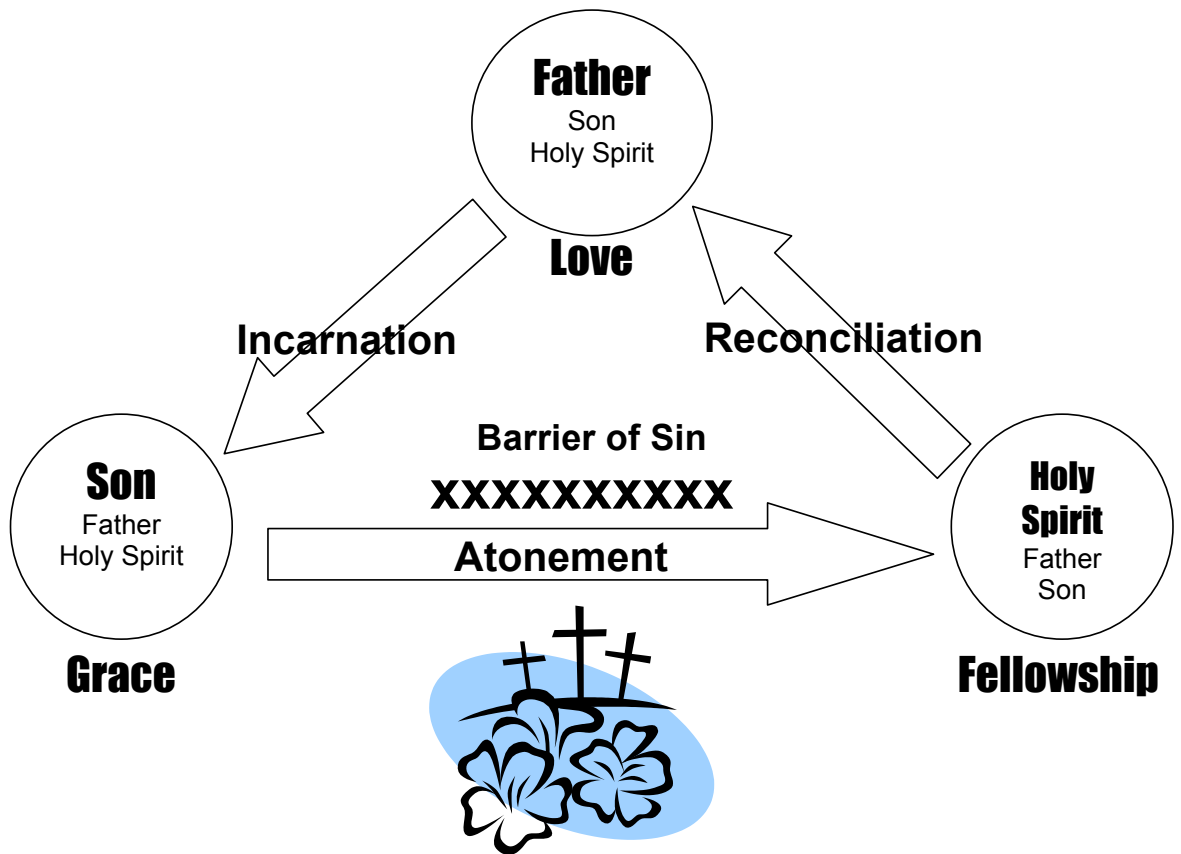 Father
Son
Holy Spirit
Love
Incarnation
Reconciliation
Barrier of Sin
xxxxxxxxxx
Atonement
Son
Father
Holy Spirit
Grace
Holy
Spirit
Father
Son
Fellowship